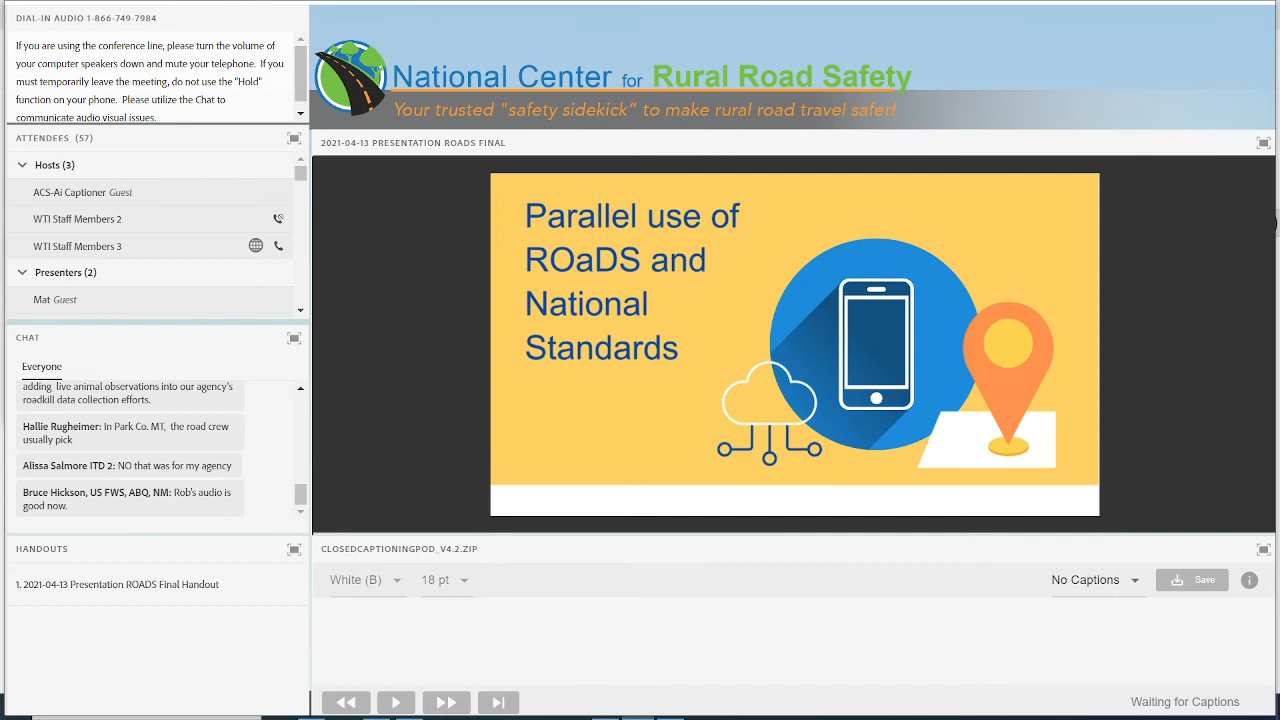 DIAL-IN AUDIO 1-866-749-7984
If you are using the conference line, please turn the volume of
your computer speakers down and mute your telephone. If you
must temporarily leave the meeting, do not use the "Hold"
function on your phone. Please utilize the Chat to
communicate audio visual issues.
ATTENDEES (57)
Hosts (3)
ACS-Ai Captioner Guest
WTI Staff Members 2
WTI Staff Members 3
Presenters (2)
Mat Guest
CHAT
Everyone
adding live animal observations into our agency's
roadkill data collection efforts.
Hallie Rugheimer: In Park Co. MT, the road crew
usually pick
Alissa Salmore ITD 2: NO that was for my agency
Bruce Hickson, US FWS, ABQ, NM: Rob's audio is
good now.
HANDOUTS
1. 2021-04-13 Presentation ROADS Final Handout
National Center for Rural Road Safety
Your trusted "safety sidekick" to make rural road travel safer!
2021-04-13 PRESENTATION ROADS FINAL
Parallel use of
ROaDS and
National
Standards
CLOSEDCAPTIONINGPOD_V4.2.ZIP
White (B)
18 pt
No Captions
Save
Waiting for Captions